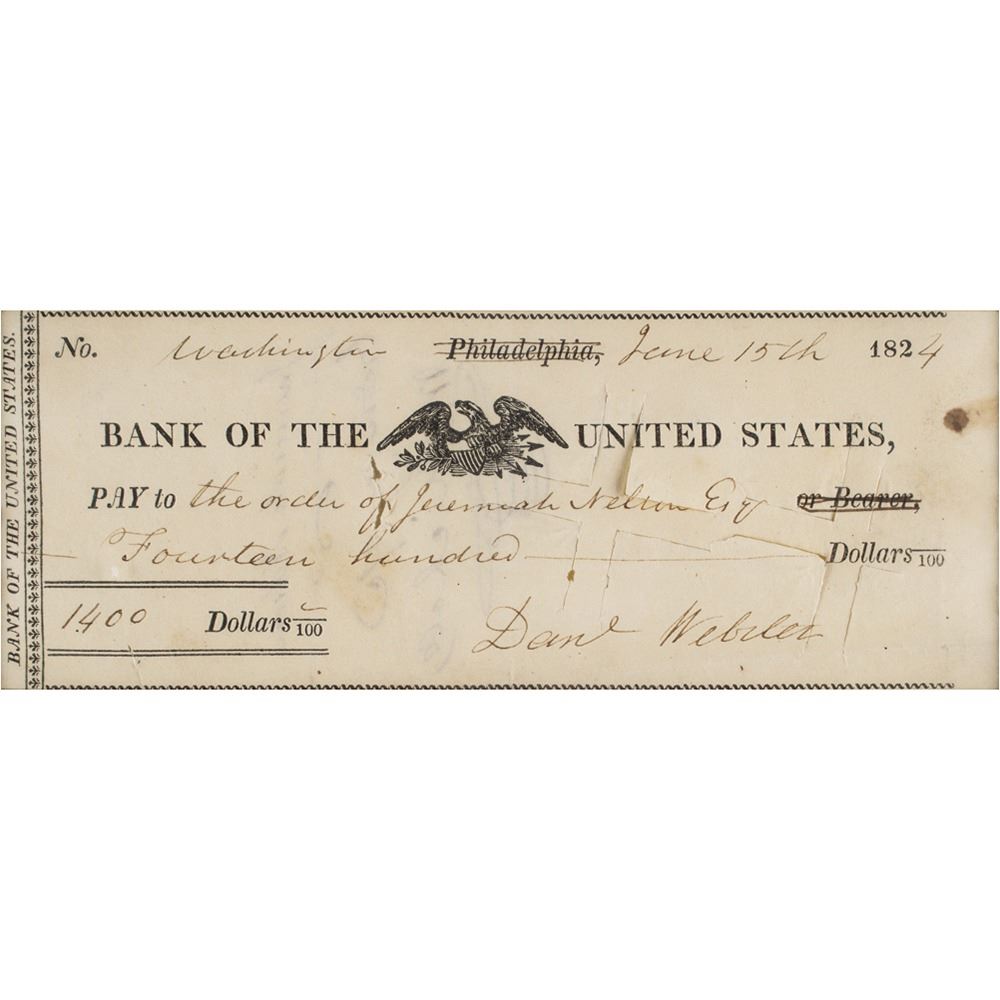 BANK OF THE UNITED STATES.
No. Washington Philadelphia, June 15th 1824
BANK OF THE UNITED STATES,
PAY to the order of Jeremiah Nelson Esqr or Bearer,
Fourteen hundred Dollars /100
1400 Dollars /100
Danl Webster